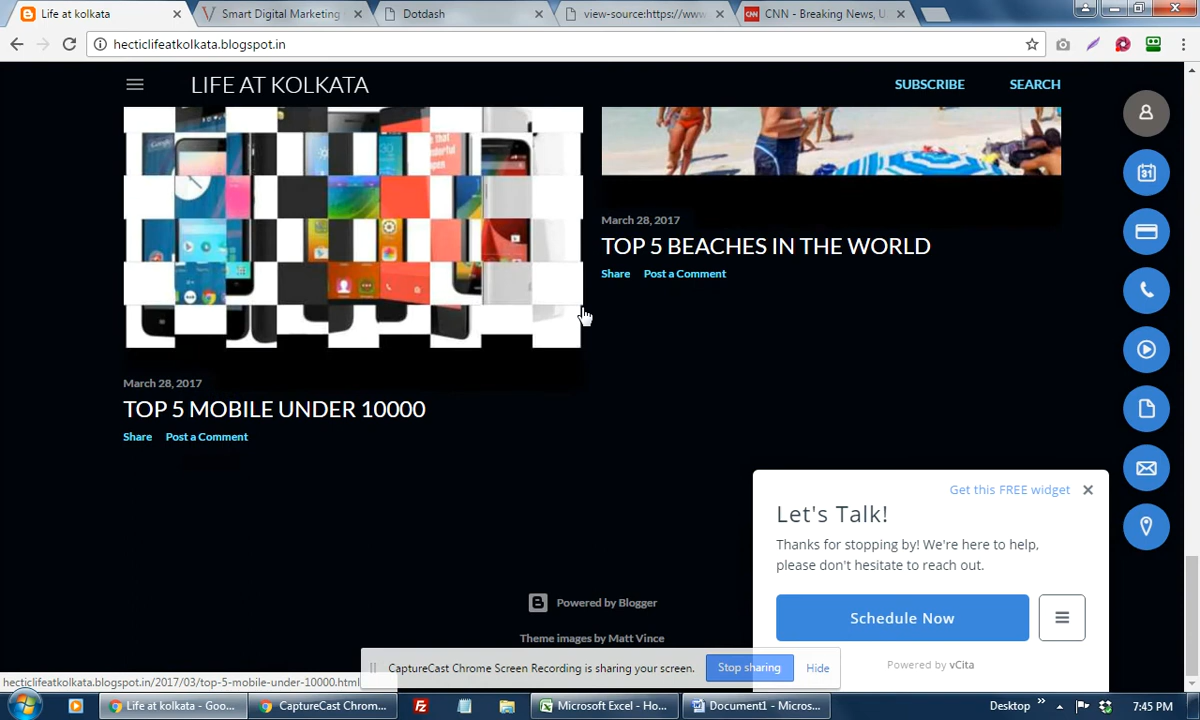 Life at kolkata
Smart Digital Marketing
Dotdash
view-source:https://www
CNN - Breaking News, U
hecticlifeatkolkata.blogspot.in
LIFE AT KOLKATA
SUBSCRIBE
SEARCH
31
March 28, 2017
TOP 5 BEACHES IN THE WORLD
Share Post a Comment
March 28, 2017
TOP 5 MOBILE UNDER 10000
Share Post a Comment
Get this FREE widget
Let's Talk!
Thanks for stopping by! We're here to help,
please don't hesitate to reach out.
Schedule Now
Powered by vCita
Powered by Blogger
Theme images by Matt Vince
CaptureCast Chrome Screen Recording is sharing your screen.
Stop sharing
Hide
hecticlifeatkolkata.blogspot.in/2017/03/top-5-mobile-under-10000.html
Life at kolkata - Goo...
CaptureCast Chrom...
Microsoft Excel - Ho...
Document1 - Micros...
Desktop
7:45 PM